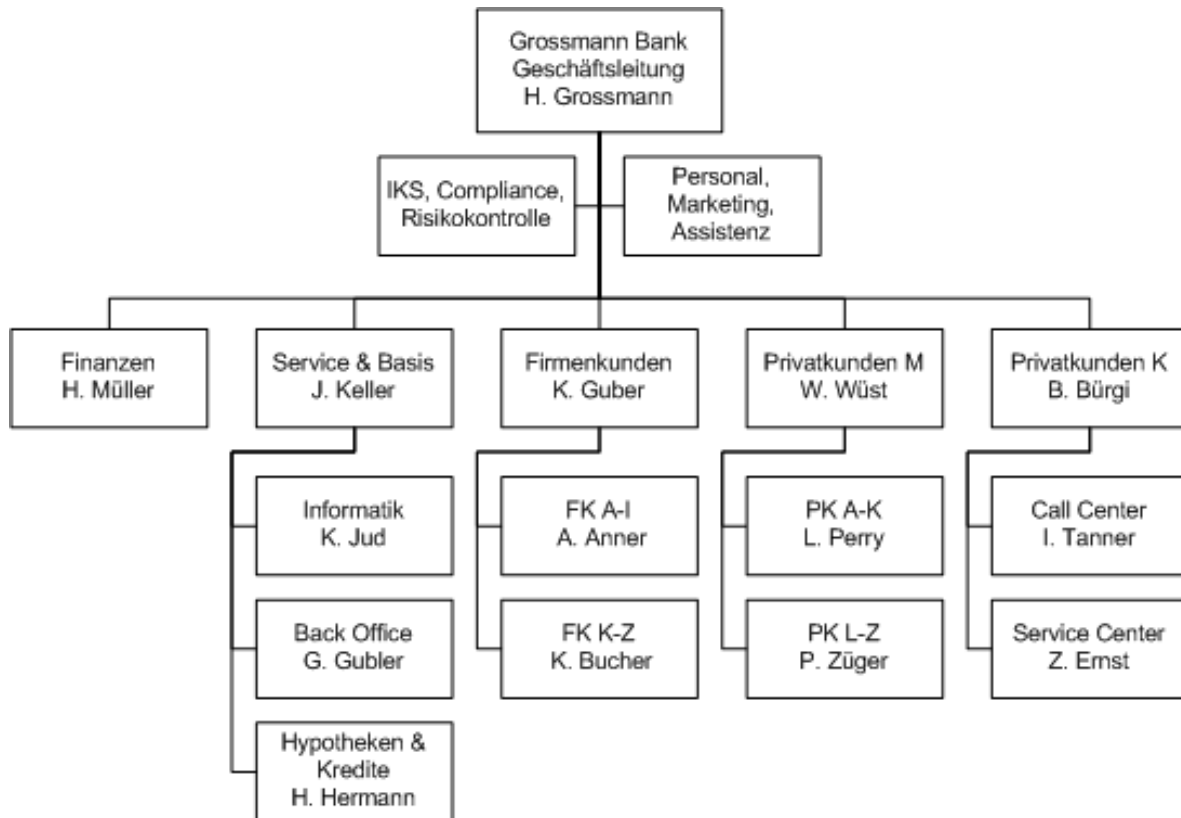 Grossmann Bank
Geschäftsleitung
H. Grossmann
IKS, Compliance,
Risikokontrolle
Personal,
Marketing,
Assistenz
Finanzen
H. Müller
Service & Basis
J. Keller
Firmenkunden
K. Guber
Privatkunden M
W. Wüst
Privatkunden K
B. Bürgi
Informatik
K. Jud
FK A-I
A. Anner
PK A-K
L. Perry
Call Center
I. Tanner
Back Office
G. Gubler
FK K-Z
K. Bucher
PK L-Z
P. Züger
Service Center
Z. Ernst
Hypotheken &
Kredite
H. Hermann